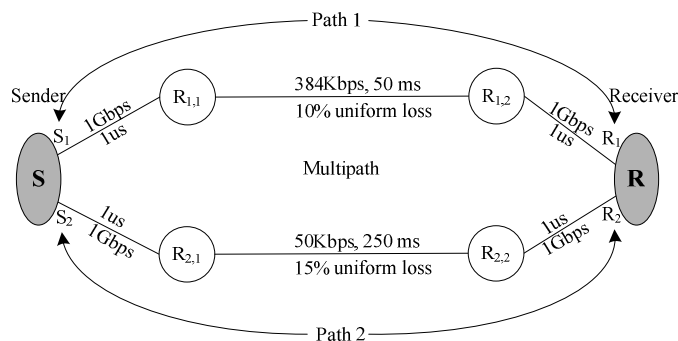 Path 1
Sender
384Kbps, 50 ms
Receiver
R1,1
R1,2
1Gbps
1us
10% uniform loss
1Gbps
1us
S1
R1
S
Multipath
R
S2
R2
1us
1Gbps
50Kbps, 250 ms
1us
1Gbps
R2,1
R2,2
15% uniform loss
Path 2